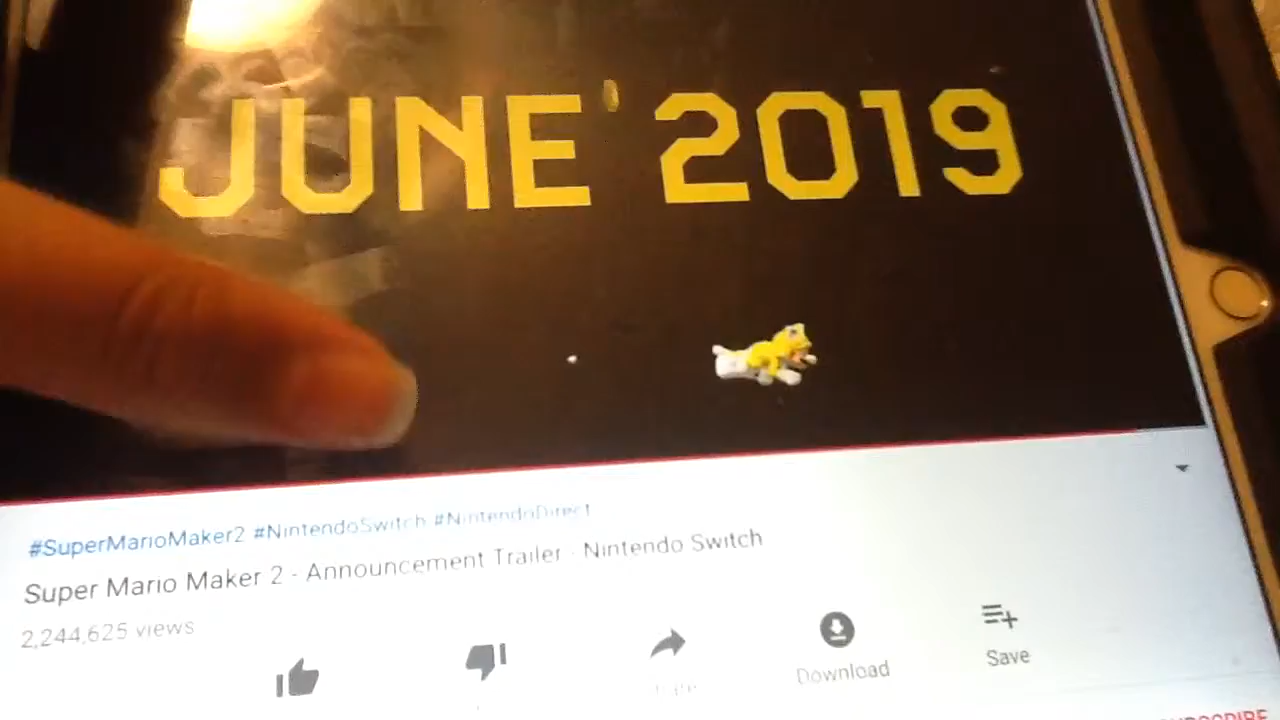 JUNE 2019
#SuperMarioMaker2 #NintendoSwitch #NintendoDirect
Super Mario Maker 2 - Announcement Trailer - Nintendo Switch
2,244,625 views
Download
Save